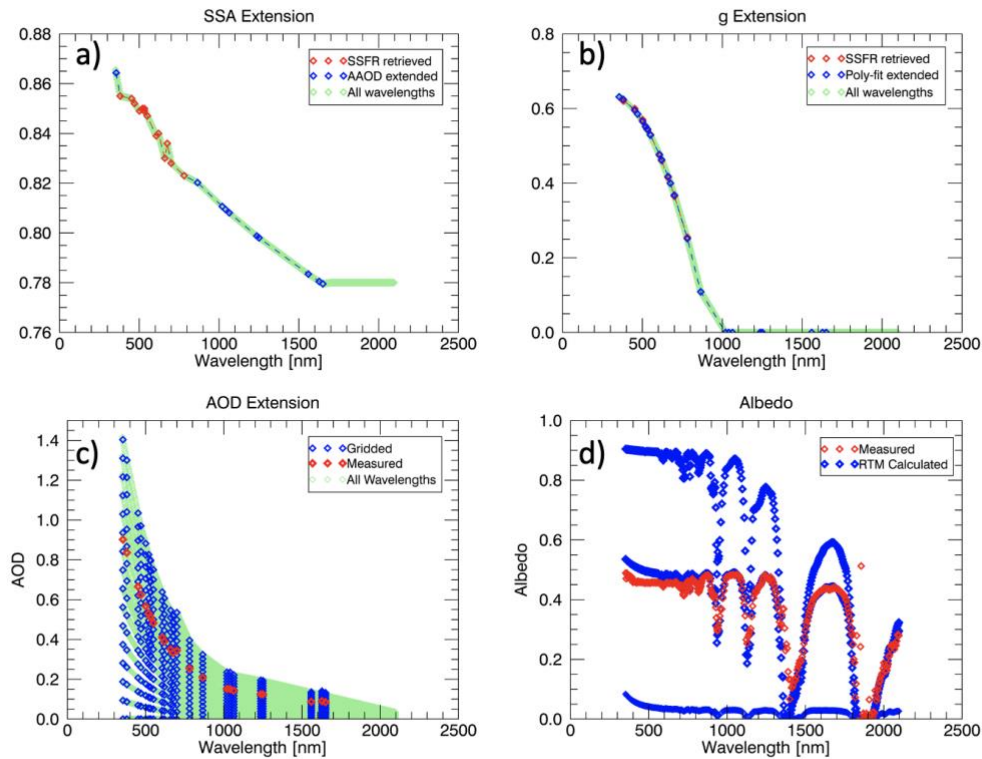 SSA Extension
a)
SSFR retrieved
AAOD extended
All wavelengths
0.88
0.86
0.84
0.82
0.80
0.78
0.76
0 500 1000 1500 2000 2500
Wavelength [nm]
g Extension
b)
SSFR retrieved
Poly-fit extended
All wavelengths
0.8
0.6
0.4
0.2
0.0
0 500 1000 1500 2000 2500
Wavelength [nm]
AOD Extension
c)
Gridded
Measured
All Wavelengths
AOD
1.4
1.2
1.0
0.8
0.6
0.4
0.2
0.0
0 500 1000 1500 2000 2500
Wavelength [nm]
Albedo
d)
Measured
RTM Calculated
Albedo
1.0
0.8
0.6
0.4
0.2
0.0
0 500 1000 1500 2000 2500
Wavelength [nm]